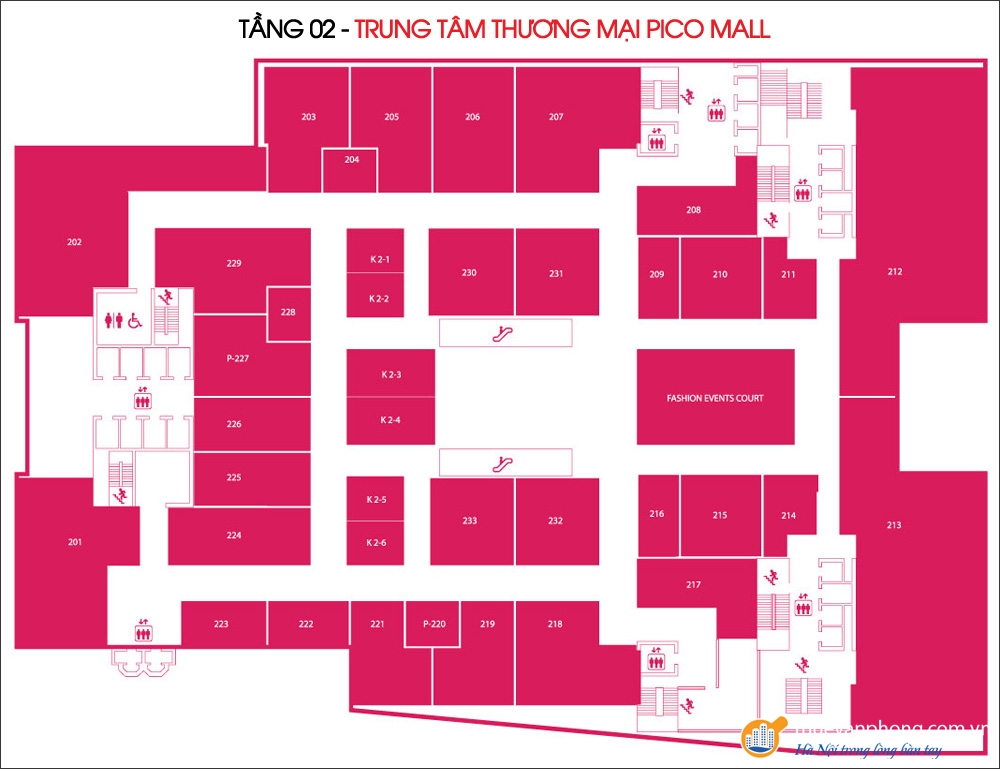 TẦNG 02 - TRUNG TÂM THƯƠNG MẠI PICO MALL
203
205
206
207
204
208
202
229
K 2-1
230
231
209
210
211
212
K 2-2
228
P-227
K 2-3
FASHION EVENTS COURT
226
K 2-4
225
K 2-5
216
215
214
213
233
232
224
K 2-6
201
217
223
222
221
P-220
219
218
thuevanphong.com.vn
Hà Nội trong lòng bàn tay